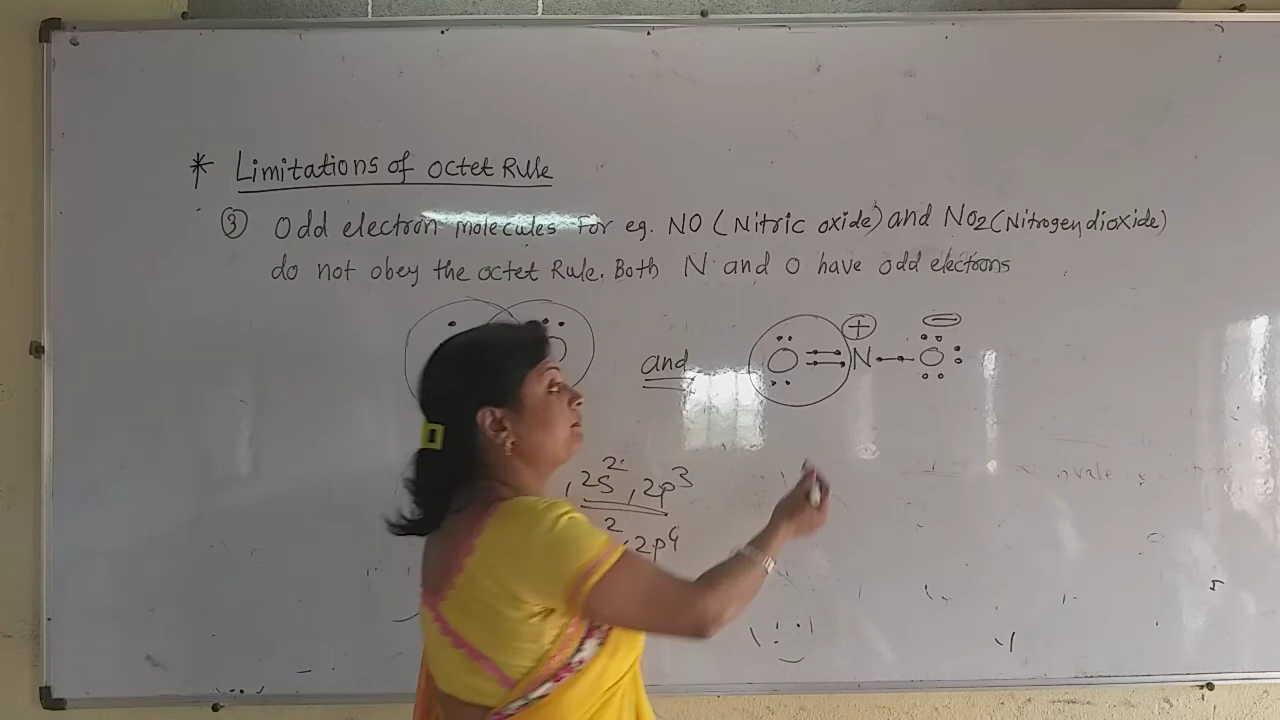 * Limitations of octet Rule
③ Odd electron molecules For eg. NO (Nitric oxide) and NO2 (Nitrogen dioxide)
do not obey the octet Rule. Both N and O have odd electrons
and O N O
+ −
, 2s2, 2p3
2, 2p4